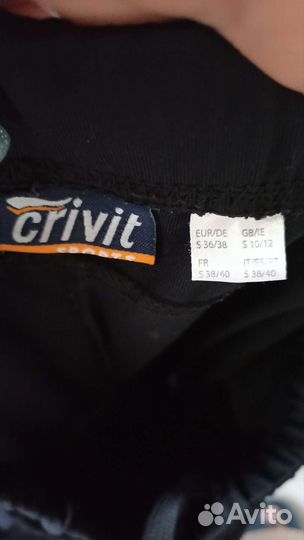 crivit
SPORTS
EUR/DE GB/IE
S 36/38 S 10/12
FR IT/ES/PT
S 38/40 S 38/40
Avito